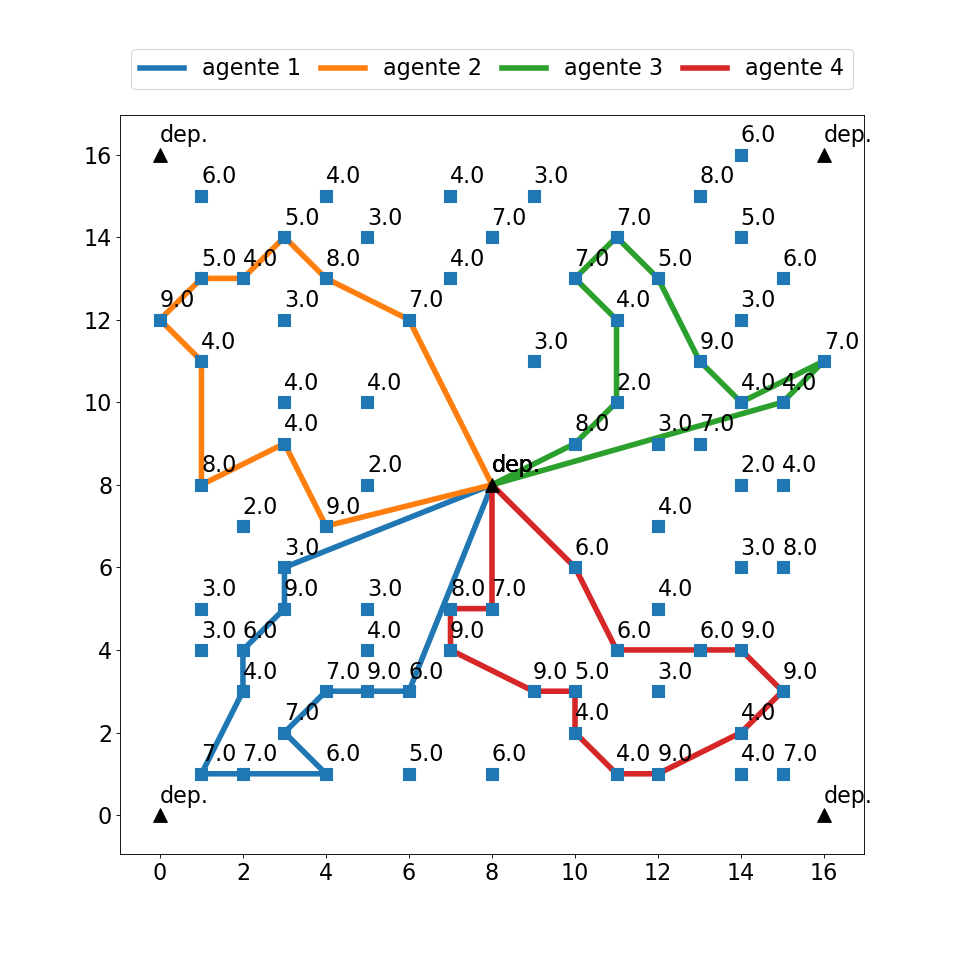 agente 1 agente 2 agente 3 agente 4
6.0
dep. dep.
16
6.0 4.0 4.0 3.0 8.0
5.0 3.0 7.0 7.0 5.0
14
5.0 4.0 8.0 4.0 7.0 5.0 6.0
9.0 3.0 7.0 4.0 3.0
12
4.0 3.0 9.0 7.0
4.0 4.0 2.0 4.0 4.0
10
4.0 8.0 3.0 7.0
8.0 2.0 dep. 2.0 4.0
8
2.0 9.0 4.0
3.0 6.0 3.0 8.0
6
3.0 9.0 3.0 8.0 7.0 4.0
3.0 6.0 4.0 9.0 6.0 6.0 9.0
4
4.0 7.0 9.0 6.0 9.0 5.0 3.0 9.0
7.0 4.0 4.0
2
7.0 7.0 6.0 5.0 6.0 4.0 9.0 4.0 7.0
dep. dep.
0
0 2 4 6 8 10 12 14 16